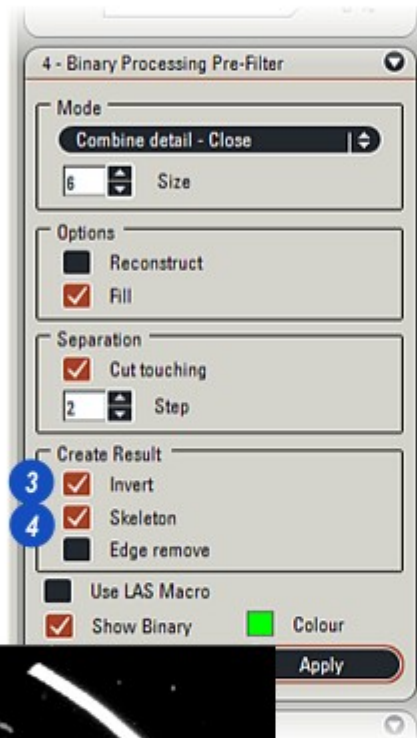 4 - Binary Processing Pre-Filter
Mode
Combine detail - Close
6 Size
Options
Reconstruct
Fill
Separation
Cut touching
2 Step
Create Result
3 Invert
4 Skeleton
Edge remove
Use LAS Macro
Show Binary Colour
Apply